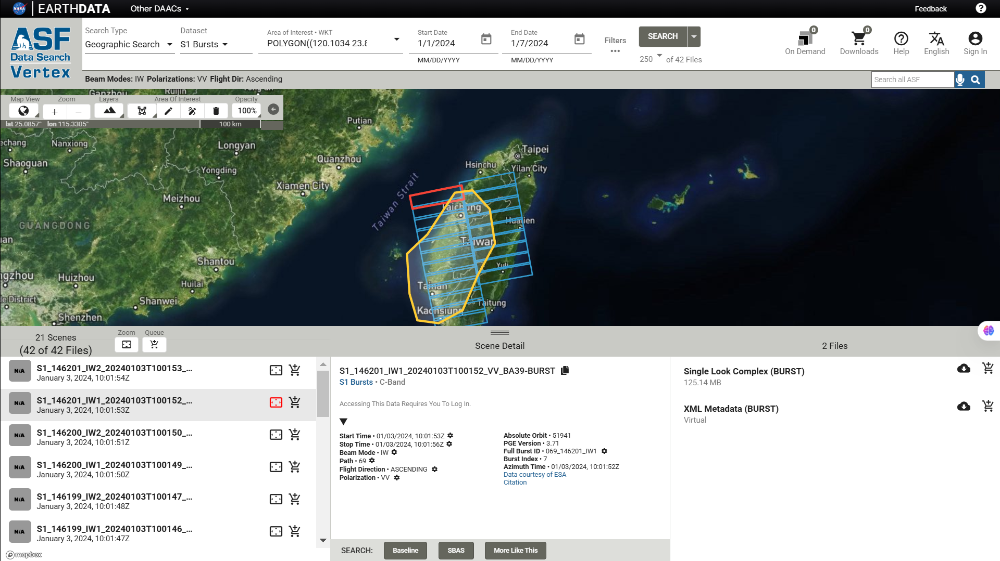 NASA
EARTHDATA
Other DAACs
Feedback
?
ASF
Data Search
Vertex
Search Type
Geographic Search
Dataset
S1 Bursts
Area of Interest • WKT
POLYGON((120.1034 23.8
Start Date
1/1/2024
MM/DD/YYYY
End Date
1/7/2024
MM/DD/YYYY
Filters
•••
SEARCH
250 of 42 Files
0
On Demand
0
Downloads
Help
English
Sign In
Beam Modes: IW Polarizations: VV Flight Dir: Ascending
Search all ASF
Map View
Zoom
Layers
Area Of Interest
Opacity
100%
lat 25.0857° lon 115.3305°
100 km
Ganzhou
Ruijin
Putian
Nanxiong
Longyan
Taipei
Shaoguan
Quanzhou
Hsinchu
Yilan City
Yongding
Xiamen City
Taiwan Strait
Meizhou
Taichung
GUANGDONG
Hualien
Taiwan
Shantou
Yuli
Huizhou
Huilai
Tainan
Shanwei
Taitung
Kaohsiung
Shenzhen
21 Scenes
(42 of 42 Files)
Zoom
Queue
Scene Detail
2 Files
N/A
S1_146201_IW2_20240103T100153_...
January 3, 2024, 10:01:54Z
N/A
S1_146201_IW1_20240103T100152_...
January 3, 2024, 10:01:53Z
N/A
S1_146200_IW2_20240103T100150_...
January 3, 2024, 10:01:51Z
N/A
S1_146200_IW1_20240103T100149_...
January 3, 2024, 10:01:50Z
N/A
S1_146199_IW2_20240103T100147_...
January 3, 2024, 10:01:48Z
N/A
S1_146199_IW1_20240103T100146_...
January 3, 2024, 10:01:47Z
mapbox
S1_146201_IW1_20240103T100152_VV_BA39-BURST
S1 Bursts • C-Band
Accessing This Data Requires You To Log In.
Start Time • 01/03/2024, 10:01:53Z
Stop Time • 01/03/2024, 10:01:56Z
Beam Mode • IW
Path • 69
Flight Direction • ASCENDING
Polarization • VV
Absolute Orbit • 51941
PGE Version • 3.71
Full Burst ID • 069_146201_IW1
Burst Index • 7
Azimuth Time • 01/03/2024, 10:01:52Z
Data courtesy of ESA
Citation
SEARCH:
Baseline
SBAS
More Like This
Single Look Complex (BURST)
125.14 MB
XML Metadata (BURST)
Virtual